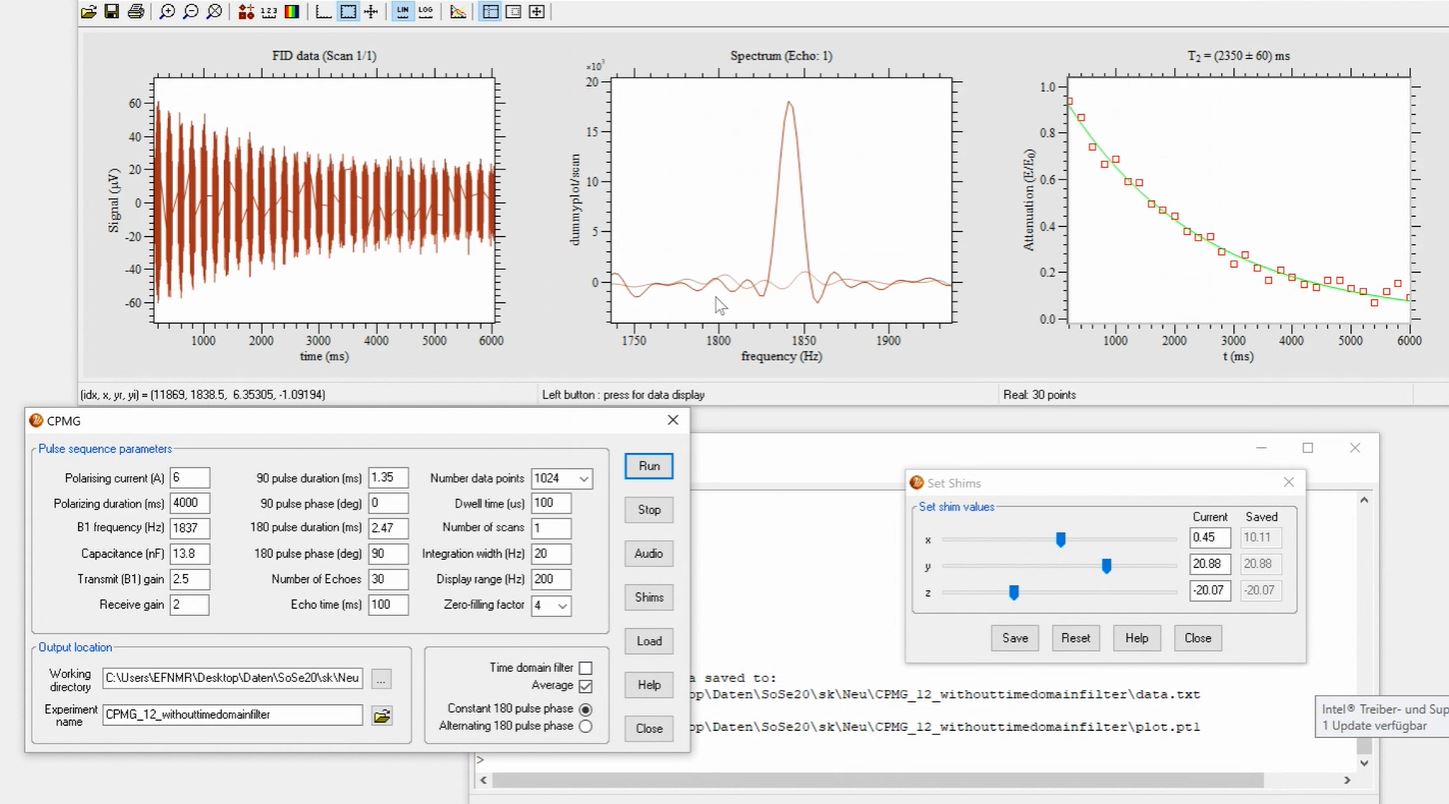 1 2 3
LIN
LOG
FID data (Scan 1/1)
60
40
20
0
-20
-40
-60
Signal (µV)
1000 2000 3000 4000 5000 6000
time (ms)
Spectrum (Echo: 1)
×10³
20
15
10
5
0
dummyplot/scan
1750 1800 1850 1900
frequency (Hz)
T₂ = (2350 ± 60) ms
1.0
0.8
0.6
0.4
0.2
0.0
Attenuation (E/E₀)
1000 2000 3000 4000 5000 6000
t (ms)
(idx, x, yr, yi) = (11869, 1838.5, 6.35305, -1.09194)
Left button : press for data display
Real: 30 points
CPMG
Pulse sequence parameters
Polarising current (A) 6
Polarizing duration (ms) 4000
B1 frequency (Hz) 1837
Capacitance (nF) 13.8
Transmit (B1) gain 2.5
Receive gain 2
90 pulse duration (ms) 1.35
90 pulse phase (deg) 0
180 pulse duration (ms) 2.47
180 pulse phase (deg) 90
Number of Echoes 30
Echo time (ms) 100
Number data points 1024
Dwell time (us) 100
Number of scans 1
Integration width (Hz) 20
Display range (Hz) 200
Zero-filling factor 4
Run
Stop
Audio
Shims
Load
Help
Close
Output location
Working
directory
C:\Users\EFNMR\Desktop\Daten\SoSe20\sk\Neu
...
Experiment
name
CPMG_12_withouttimedomainfilter
Time domain filter
Average
Constant 180 pulse phase
Alternating 180 pulse phase
Set Shims
Set shim values
Current Saved
x 0.45 10.11
y 20.88 20.88
z -20.07 -20.07
Save Reset Help Close
a saved to:
op\Daten\SoSe20\sk\Neu\CPMG_12_withouttimedomainfilter\data.txt
op\Daten\SoSe20\sk\Neu\CPMG_12_withouttimedomainfilter\plot.pt1
>
Intel® Treiber- und Sup
1 Update verfügbar